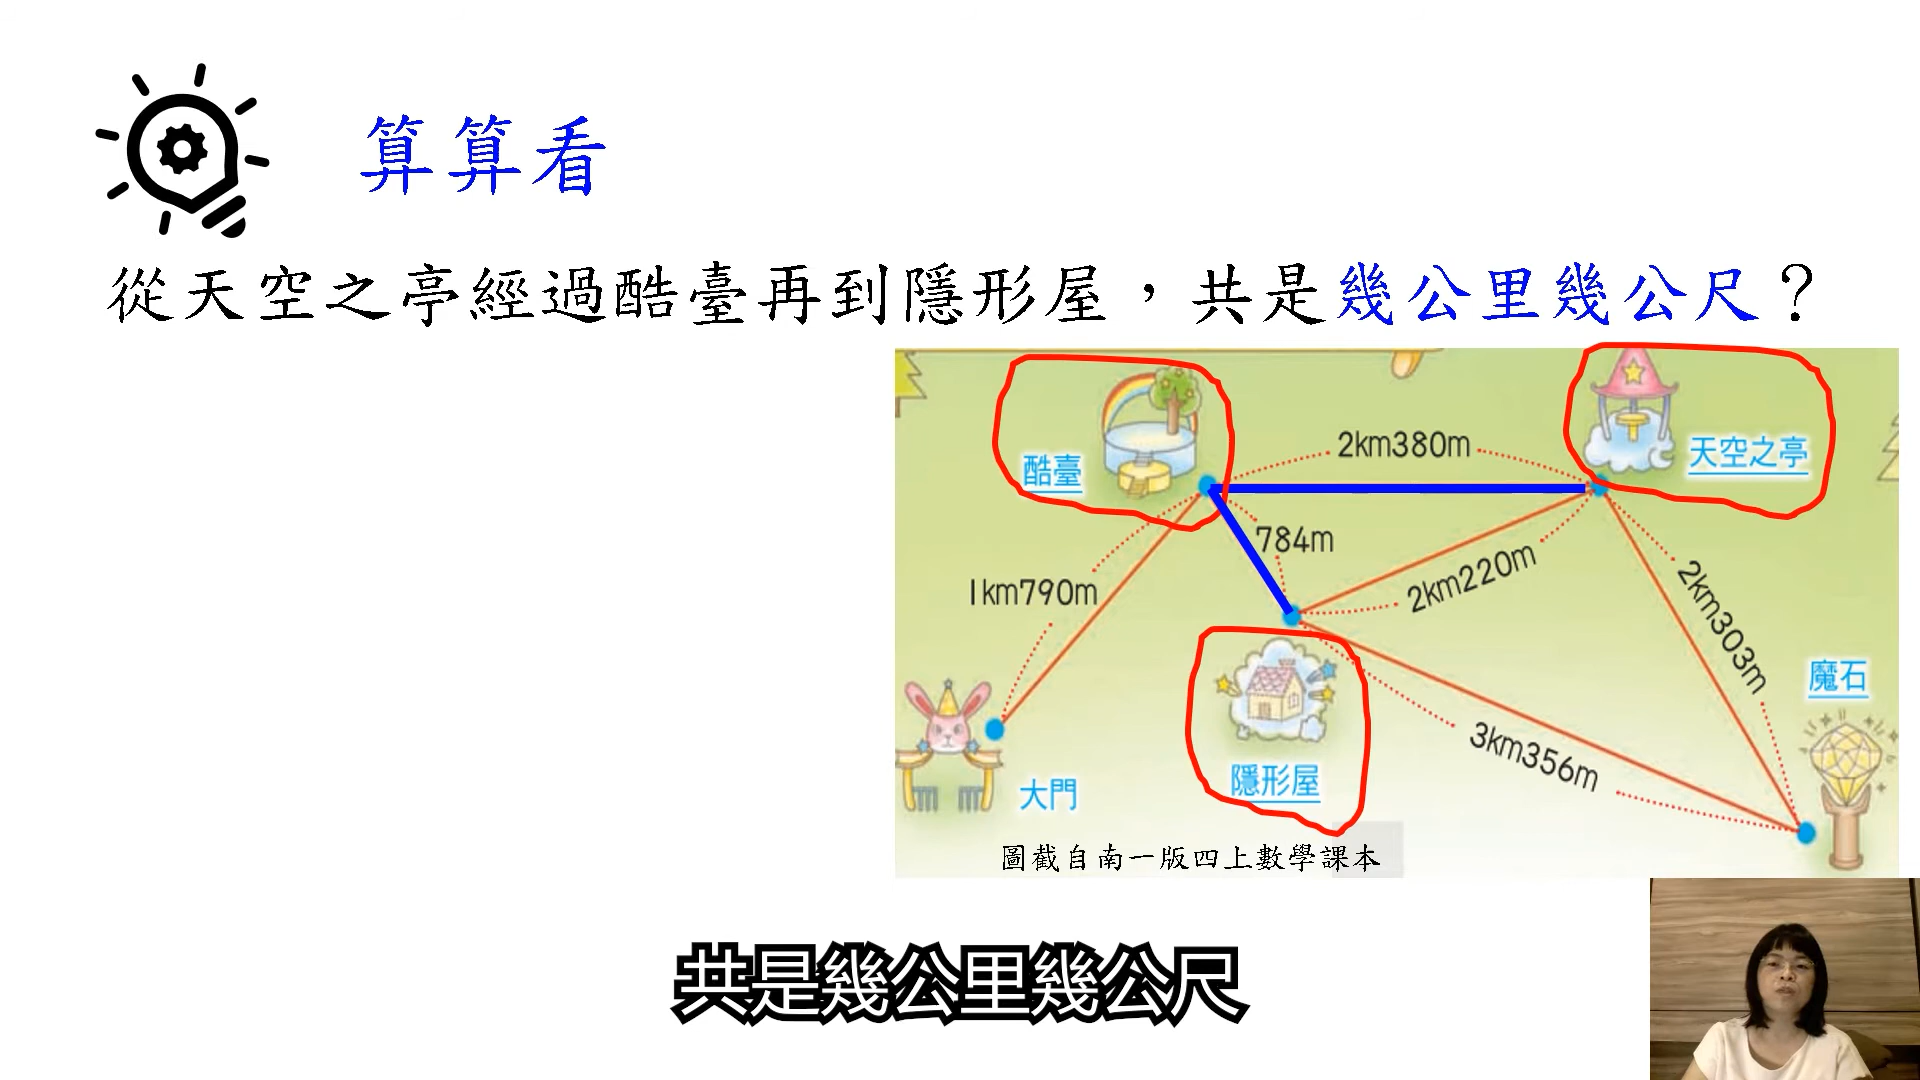 算算看
從天空之亭經過酷臺再到隱形屋，共是幾公里幾公尺？
2km380m
天空之亭
酷臺
784m
2km220m
1km790m
2km303m
魔石
3km356m
隱形屋
大門
圖截自南一版四上數學課本
共是幾公里幾公尺